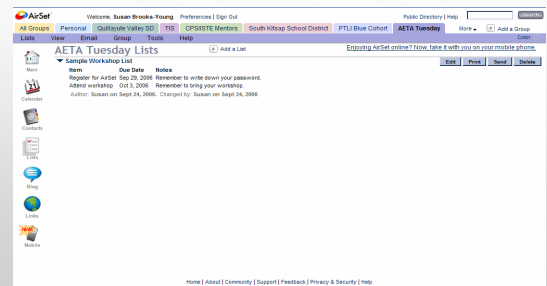 AirSet Welcome, Susan Brooks-Young Preferences | Sign Out Public Directory | Help
All Groups Personal Quillayute Valley SD TIS CPS/ISTE Mentors South Kitsap School District PTLI Blue Cohort AETA Tuesday More Add a Group
Lists View Email Group Tools Help Color
AETA Tuesday Lists + Add a List Enjoying AirSet online? Now, take it with you on your mobile phone.
Sample Workshop List Edit Print Send Delete
Item Due Date Notes
Register for AirSet Sep 29, 2006 Remember to write down your password.
Attend workshop Oct 3, 2006 Remember to bring your workshop.
Author: Susan on Sept 24, 2006. Changed by: Susan on Sept 24, 2006
Main
Calendar
Contacts
Lists
Blog
Links
NEW
Mobile
Home | About | Community | Support | Feedback | Privacy & Security | Help